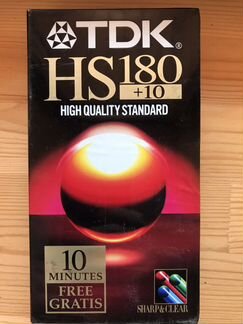 TDK®
HS180
+10
HIGH QUALITY STANDARD
10
MINUTES
FREE
GRATIS
SHARP&CLEAR